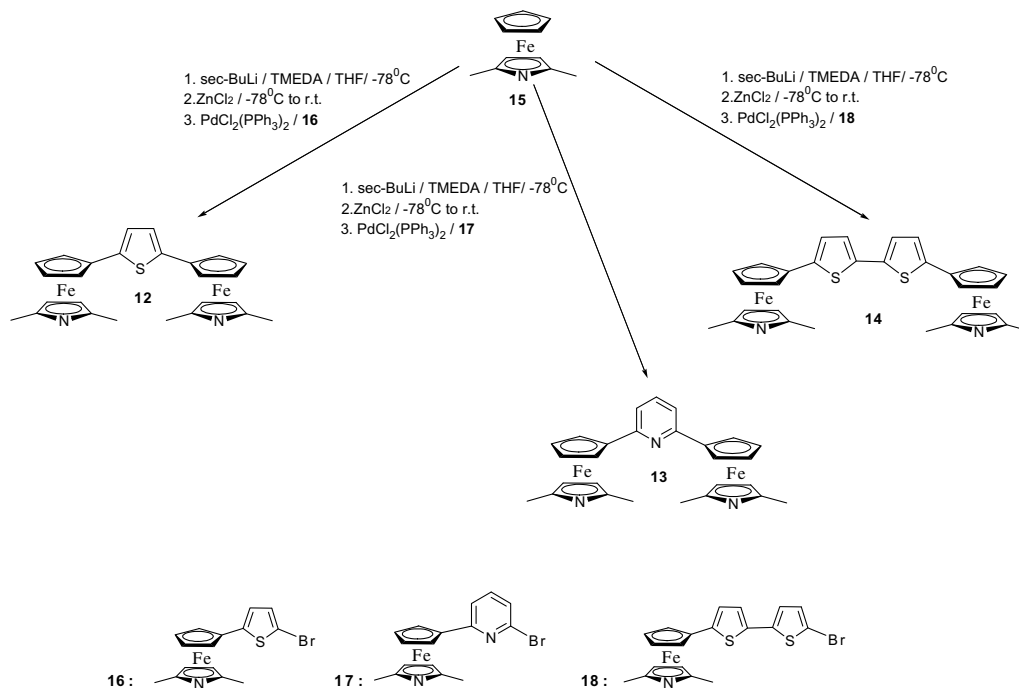 Fe
N
15
1. sec-BuLi / TMEDA / THF/ -78⁰C
2.ZnCl₂ / -78⁰C to r.t.
3. PdCl₂(PPh₃)₂ / 16
1. sec-BuLi / TMEDA / THF/ -78⁰C
2.ZnCl₂ / -78⁰C to r.t.
3. PdCl₂(PPh₃)₂ / 18
1. sec-BuLi / TMEDA / THF/ -78⁰C
2.ZnCl₂ / -78⁰C to r.t.
3. PdCl₂(PPh₃)₂ / 17
S
Fe Fe
12
N N
S S
Fe Fe
14
N N
N
Fe Fe
13
N N
S Br
Fe
16 : N
N Br
Fe
17 : N
S S Br
Fe
18 : N